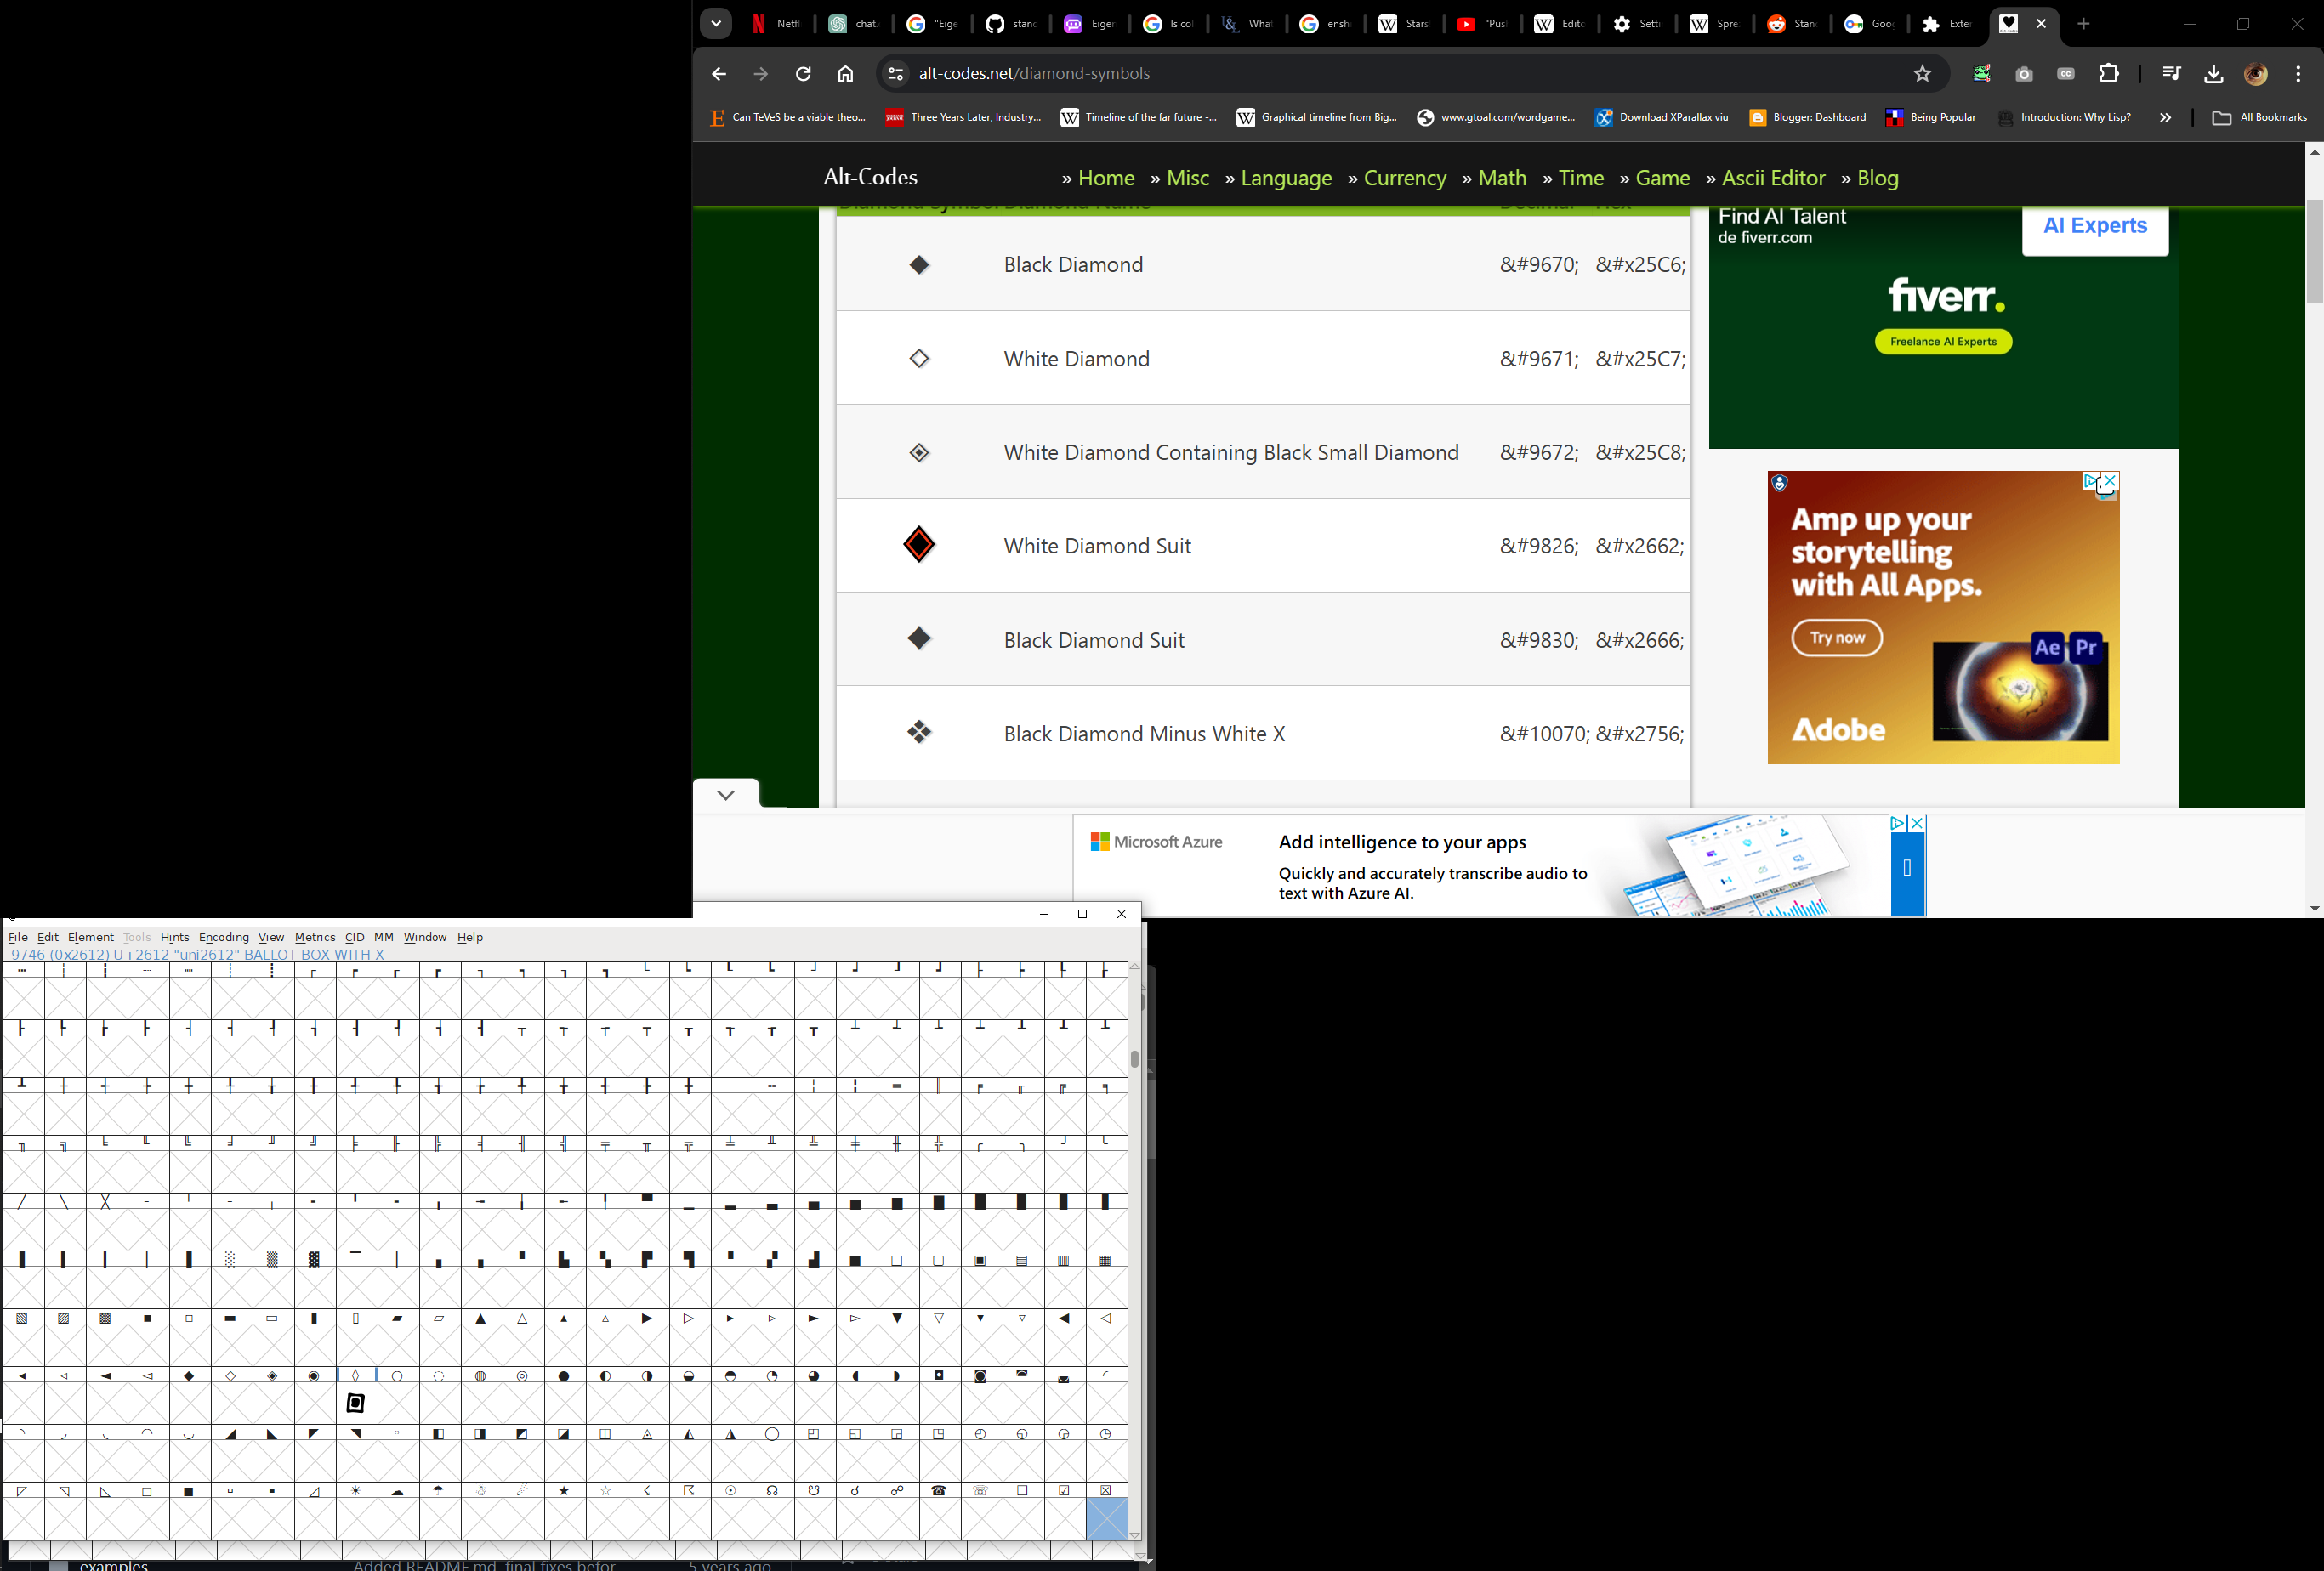 Netfl
chat.
"Eige
stanc
Eiger
Is col
What
enshi
Stars
"Pus
Edito
Setti
Spre
Stan
Goo
Exter
alt-codes.net/diamond-symbols
Can TeVeS be a viable theo...
Three Years Later, Industry...
Timeline of the far future -...
Graphical timeline from Big...
www.gtoal.com/wordgame...
Download XParallax viu
Blogger: Dashboard
Being Popular
Introduction: Why Lisp?
»
All Bookmarks
Alt-Codes
» Home » Misc » Language » Currency » Math » Time » Game » Ascii Editor » Blog
◆ Black Diamond &#9670; &#x25C6;
◇ White Diamond &#9671; &#x25C7;
◈ White Diamond Containing Black Small Diamond &#9672; &#x25C8;
White Diamond Suit &#9826; &#x2662;
Black Diamond Suit &#9830; &#x2666;
❖ Black Diamond Minus White X &#10070; &#x2756;
Find AI Talent
de fiverr.com
AI Experts
fiverr.
Freelance AI Experts
Amp up your
storytelling
with All Apps.
Try now
Ae Pr
Adobe
Microsoft Azure
Add intelligence to your apps
Quickly and accurately transcribe audio to
text with Azure AI.
File Edit Element Tools Hints Encoding View Metrics CID MM Window Help
9746 (0x2612) U+2612 "uni2612" BALLOT BOX WITH X
examples
Added README.md, final fixes befor
5 years ago